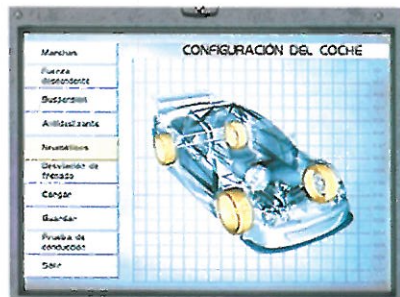 CONFIGURACIÓN DEL COCHE
Marchas
Fuerza
descendente
Suspensión
Antideslizante
Neumáticos
Desviación de
frenado
Cargar
Guardar
Prueba de
conducción
Salir